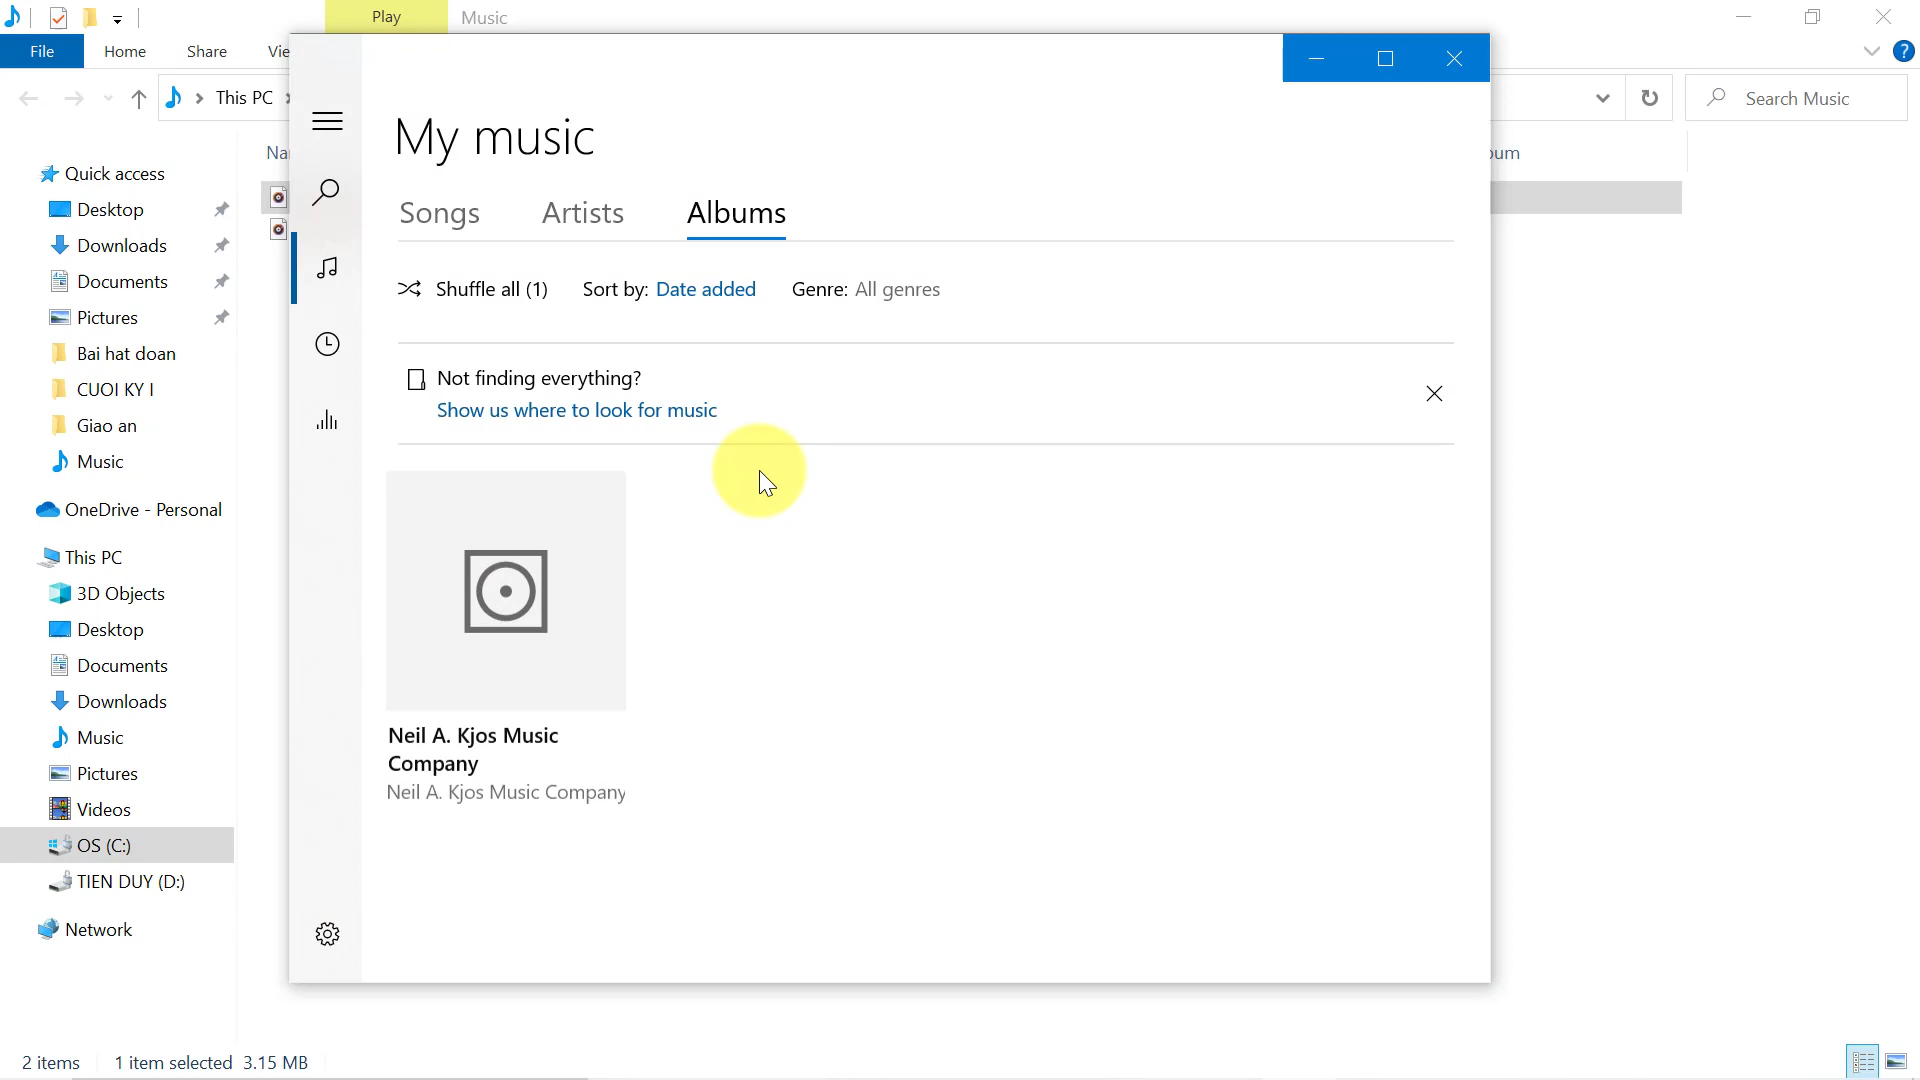 Play
Music
File
Home
Share
Vie
This PC
Search Music
Na
bum
Quick access
Desktop
Downloads
Documents
Pictures
Bai hat doan
CUOI KY I
Giao an
Music
OneDrive - Personal
This PC
3D Objects
Desktop
Documents
Downloads
Music
Pictures
Videos
OS (C:)
TIEN DUY (D:)
Network
My music
Songs
Artists
Albums
Shuffle all (1)
Sort by: Date added
Genre: All genres
Not finding everything?
Show us where to look for music
Neil A. Kjos Music
Company
Neil A. Kjos Music Company
2 items
1 item selected 3.15 MB